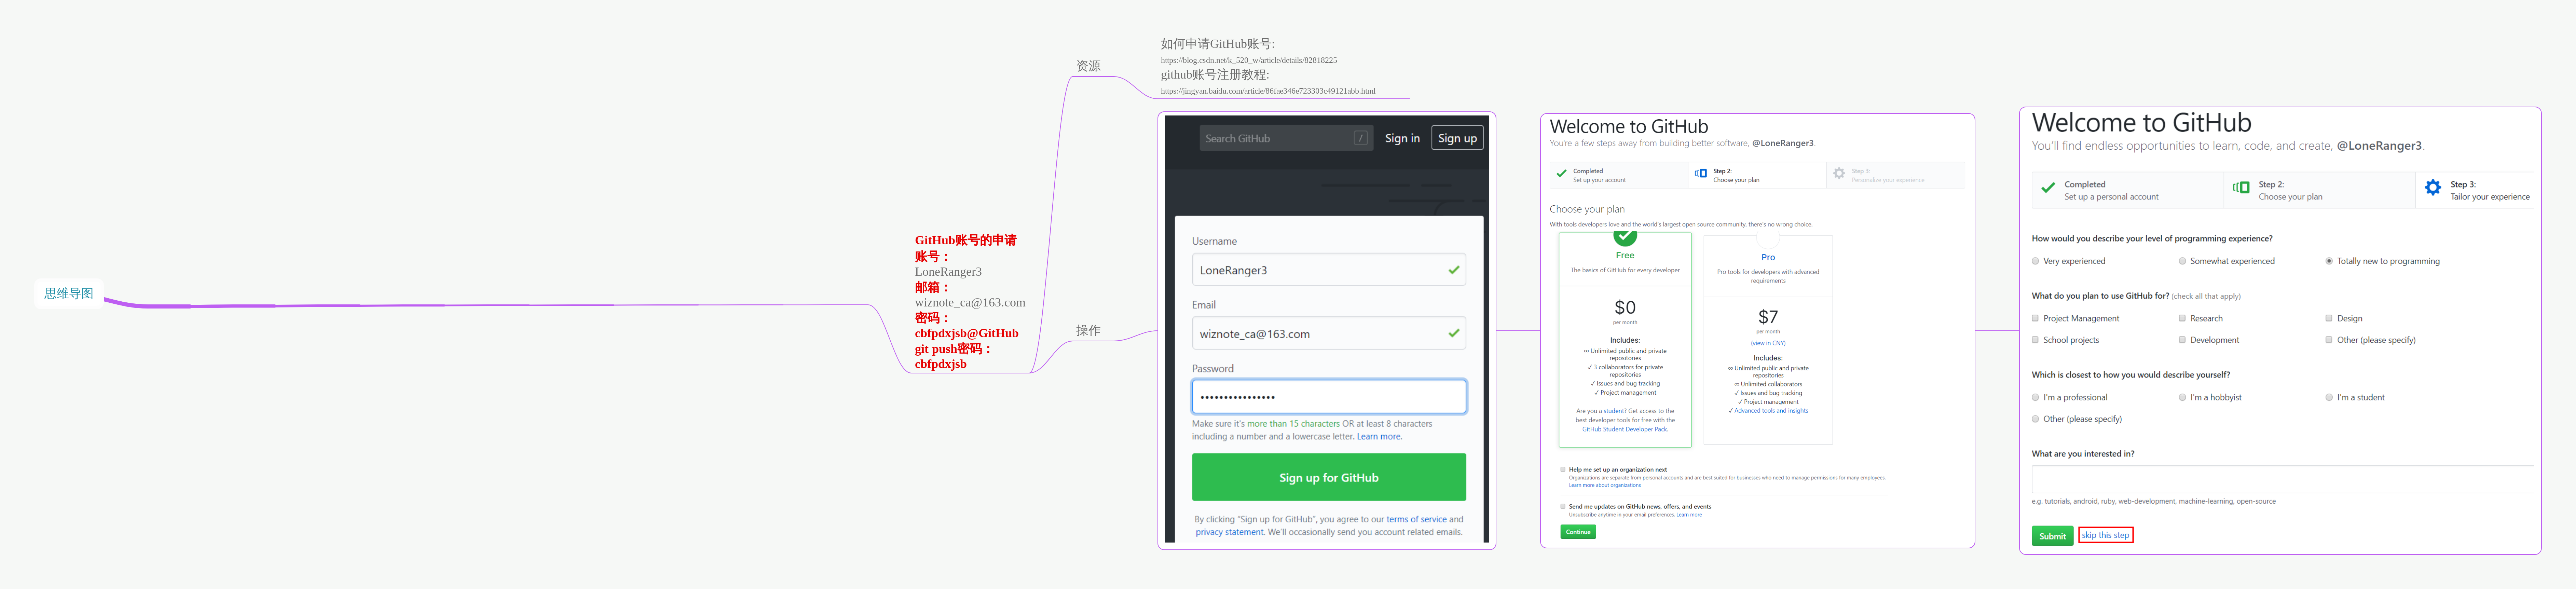 思维导图
GitHub账号的申请
账号：
LoneRanger3
邮箱：
wiznote_ca@163.com
密码：
cbfpdxjsb@GitHub
git push密码：
cbfpdxjsb
资源
如何申请GitHub账号:
https://blog.csdn.net/k_520_w/article/details/82818225
github账号注册教程:
https://jingyan.baidu.com/article/86fae346e723303c49121abb.html
操作
Search GitHub / Sign in Sign up
Username
LoneRanger3
Email
wiznote_ca@163.com
Password
••••••••••••••••
Make sure it's more than 15 characters OR at least 8 characters
including a number and a lowercase letter. Learn more.
Sign up for GitHub
By clicking "Sign up for GitHub", you agree to our terms of service and
privacy statement. We'll occasionally send you account related emails.
Welcome to GitHub
You're a few steps away from building better software, @LoneRanger3.
Completed
Set up your account
Step 2:
Choose your plan
Step 3:
Personalize your experience
Choose your plan
With tools developers love and the world's largest open source community, there's no wrong choice.
Free
The basics of GitHub for every developer
$0
per month
Includes:
∞ Unlimited public and private
repositories
✓ 3 collaborators for private
repositories
✓ Issues and bug tracking
✓ Project management
Are you a student? Get access to the
best developer tools for free with the
GitHub Student Developer Pack.
Pro
Pro tools for developers with advanced
requirements
$7
per month
(view in CNY)
Includes:
∞ Unlimited public and private
repositories
∞ Unlimited collaborators
✓ Issues and bug tracking
✓ Project management
✓ Advanced tools and insights
Help me set up an organization next
Organizations are separate from personal accounts and are best suited for businesses who need to manage permissions for many employees.
Learn more about organizations
Send me updates on GitHub news, offers, and events
Unsubscribe anytime in your email preferences. Learn more
Continue
Welcome to GitHub
You'll find endless opportunities to learn, code, and create, @LoneRanger3.
Completed
Set up a personal account
Step 2:
Choose your plan
Step 3:
Tailor your experience
How would you describe your level of programming experience?
Very experienced Somewhat experienced Totally new to programming
What do you plan to use GitHub for? (check all that apply)
Project Management Research Design
School projects Development Other (please specify)
Which is closest to how you would describe yourself?
I'm a professional I'm a hobbyist I'm a student
Other (please specify)
What are you interested in?
e.g. tutorials, android, ruby, web-development, machine-learning, open-source
Submit skip this step